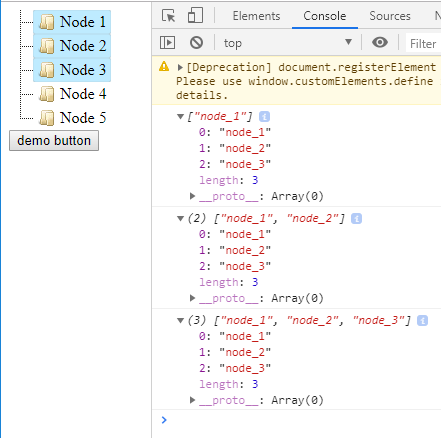 Node 1
Node 2
Node 3
Node 4
Node 5
demo button
Elements Console Sources
top Filter
[Deprecation] document.registerElement
Please use window.customElements.define
details.
["node_1"] i
0: "node_1"
1: "node_2"
2: "node_3"
length: 3
__proto__: Array(0)
(2) ["node_1", "node_2"] i
0: "node_1"
1: "node_2"
2: "node_3"
length: 3
__proto__: Array(0)
(3) ["node_1", "node_2", "node_3"] i
0: "node_1"
1: "node_2"
2: "node_3"
length: 3
__proto__: Array(0)